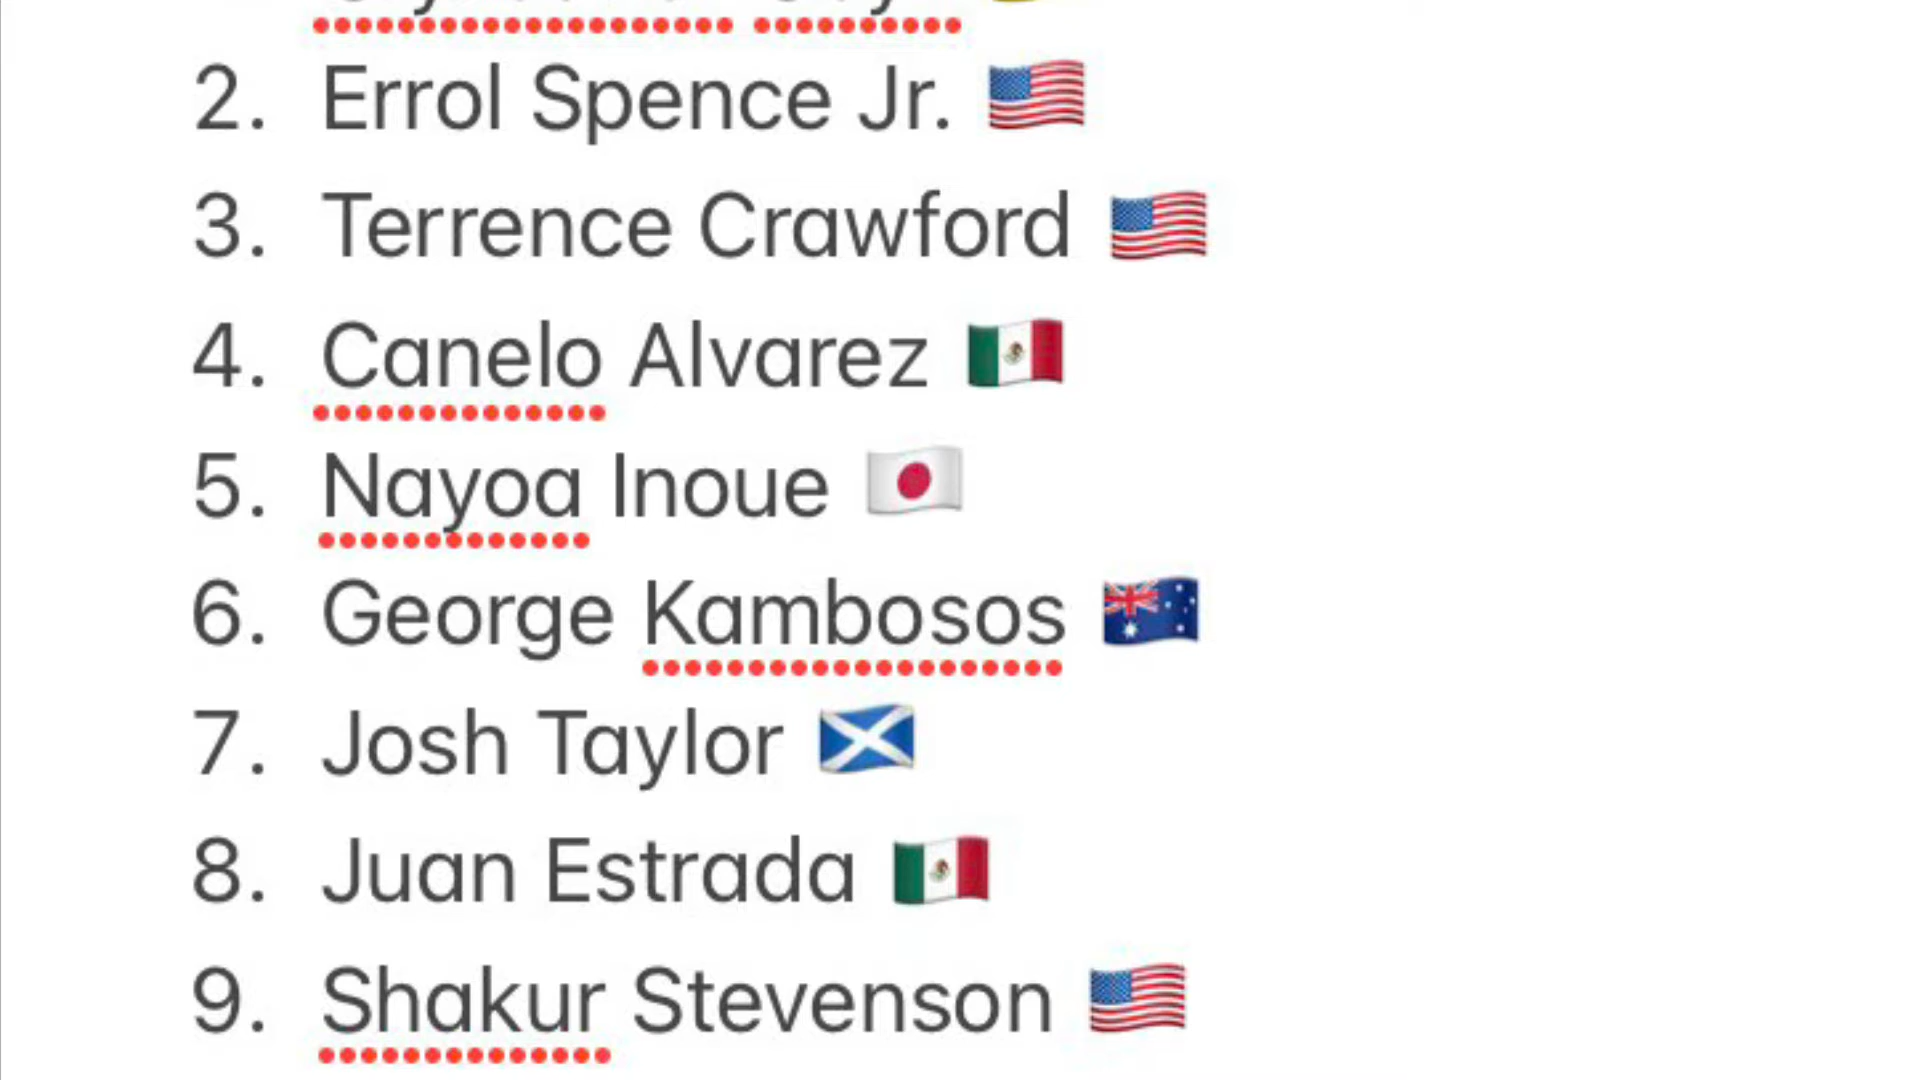 2. Errol Spence Jr. 🇺🇸
3. Terrence Crawford 🇺🇸
4. Canelo Alvarez 🇲🇽
5. Nayoa Inoue 🇯🇵
6. George Kambosos 🇦🇺
7. Josh Taylor 🏴󠁧󠁢󠁳󠁣󠁴󠁿
8. Juan Estrada 🇲🇽
9. Shakur Stevenson 🇺🇸